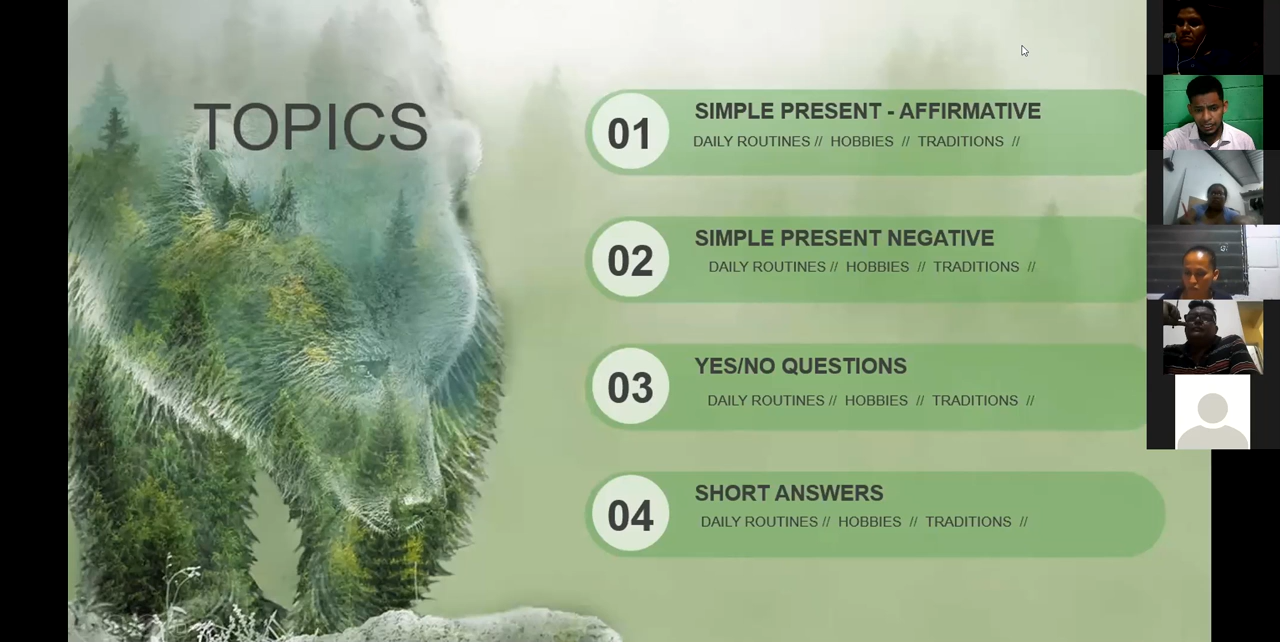 TOPICS
01
SIMPLE PRESENT - AFFIRMATIVE
DAILY ROUTINES // HOBBIES // TRADITIONS //
02
SIMPLE PRESENT NEGATIVE
DAILY ROUTINES // HOBBIES // TRADITIONS //
03
YES/NO QUESTIONS
DAILY ROUTINES // HOBBIES // TRADITIONS //
04
SHORT ANSWERS
DAILY ROUTINES // HOBBIES // TRADITIONS //